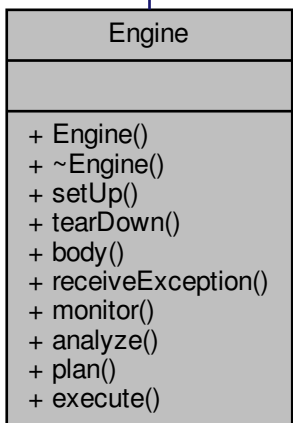 Engine
+ Engine()
+ ~Engine()
+ setUp()
+ tearDown()
+ body()
+ receiveException()
+ monitor()
+ analyze()
+ plan()
+ execute()